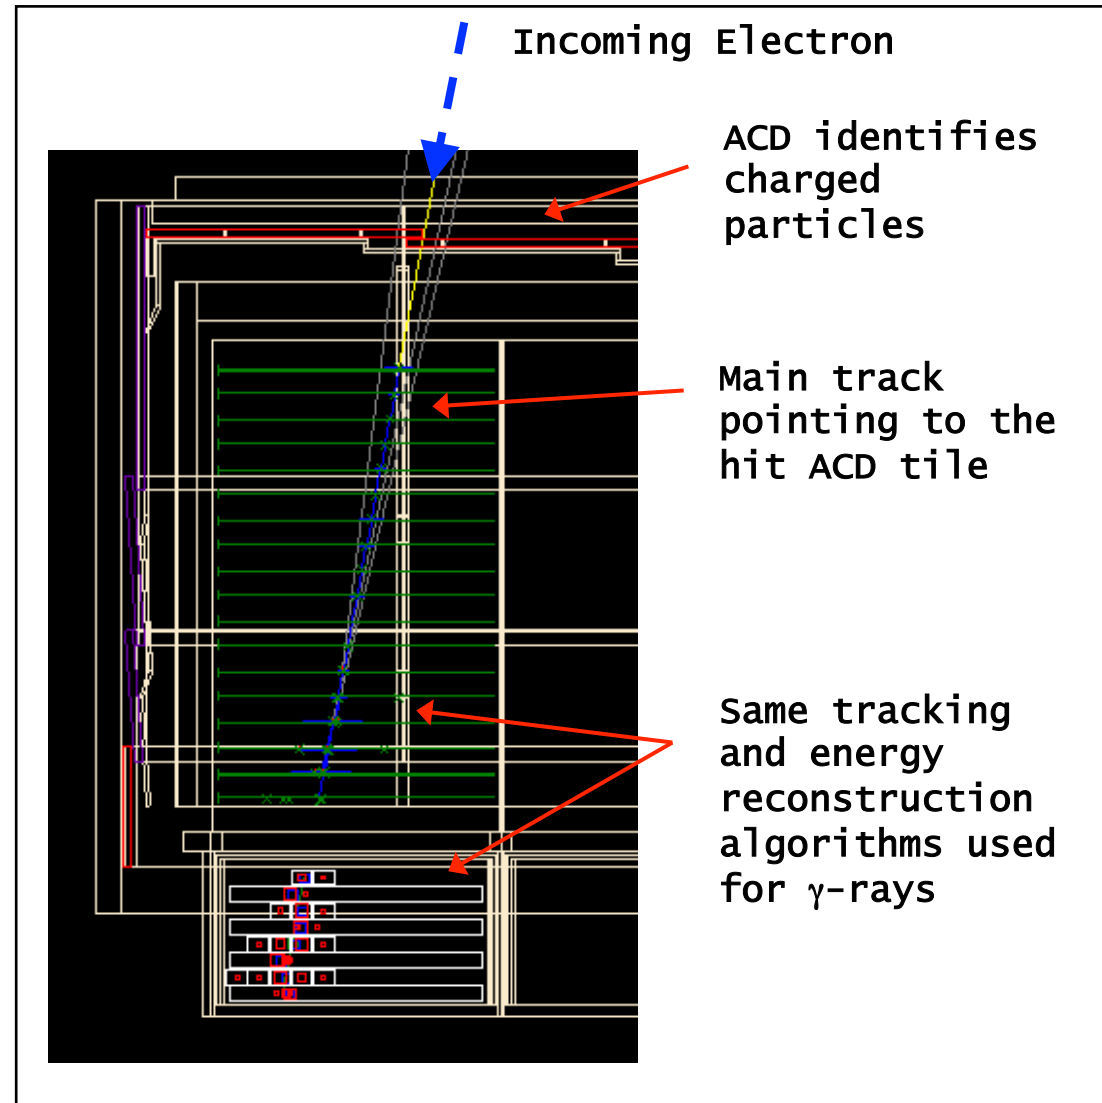 Incoming Electron
ACD identifies
charged
particles
Main track
pointing to the
hit ACD tile
Same tracking
and energy
reconstruction
algorithms used
for γ-rays